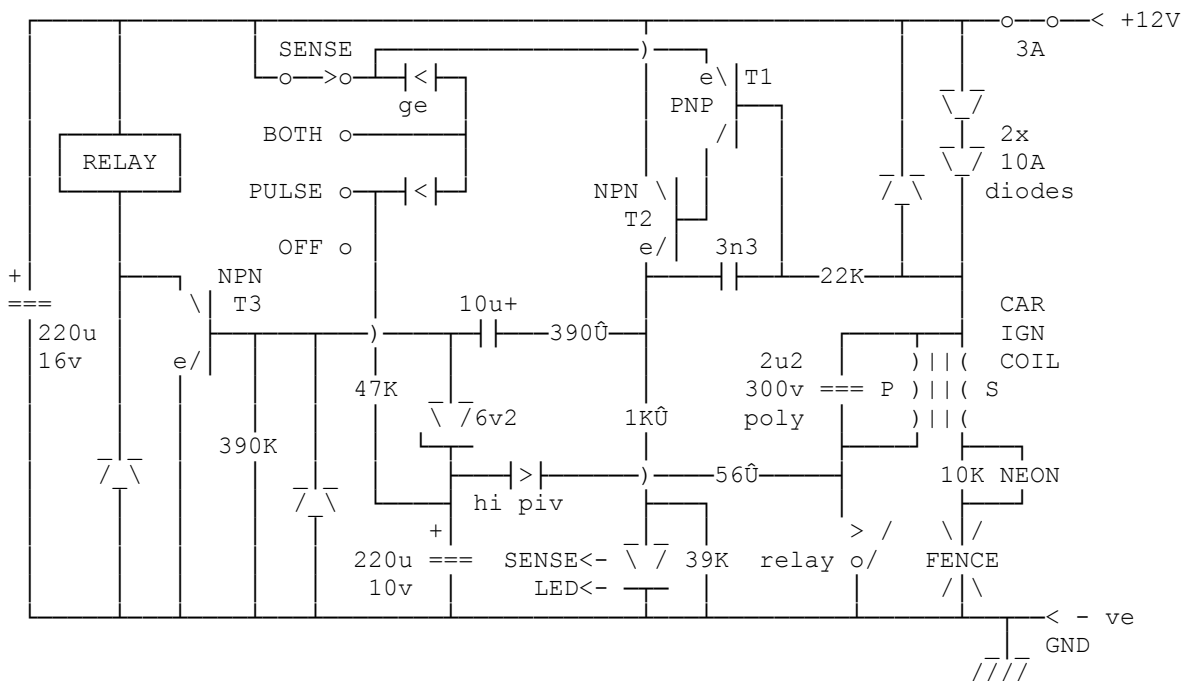 +12V
SENSE 3A
e\ T1
ge PNP
BOTH 2x
RELAY 10A
PULSE NPN diodes
T2
OFF e/ 3n3
+ NPN 22K
T3 10u+ CAR
220u 390Û IGN
16v e/ 2u2 COIL
47K 300v P S
6v2 1KÛ poly
390K
56Û 10K NEON
hi piv
+
220u SENSE<- 39K relay FENCE
10v LED<-
- ve
GND